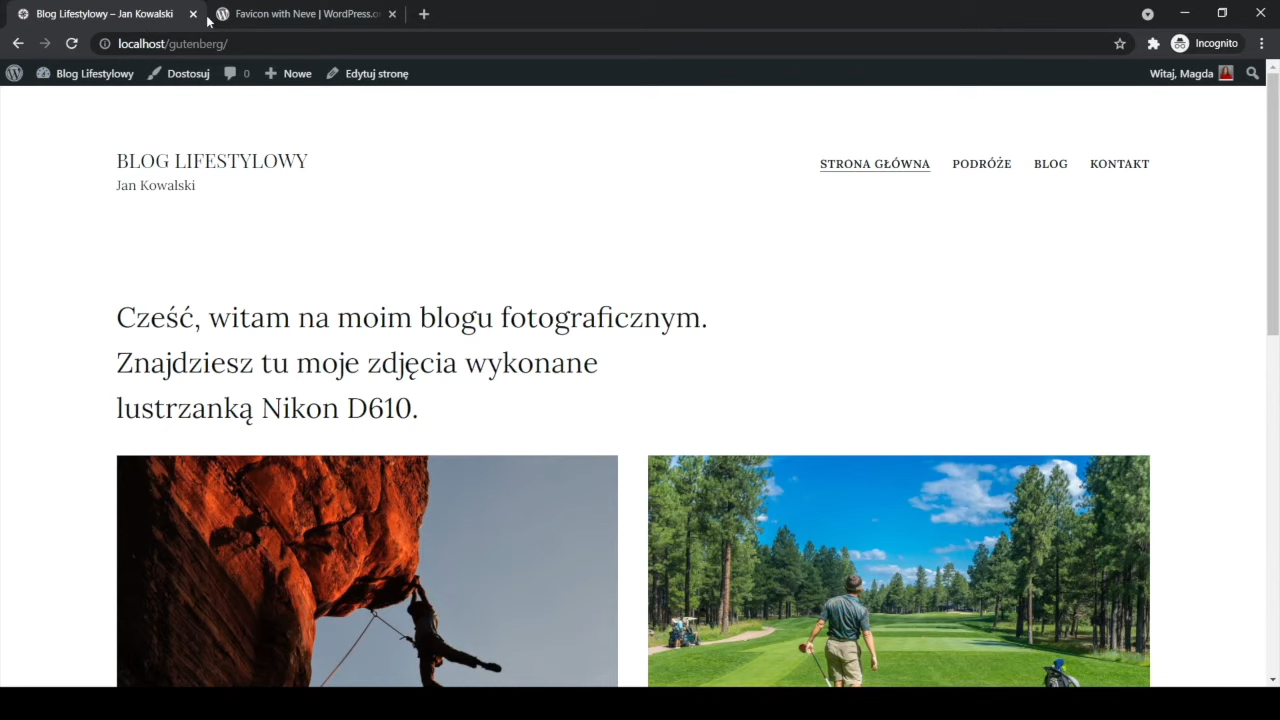 Blog Lifestylowy – Jan Kowalski
Favicon with Neve | WordPress.o
localhost/gutenberg/
Incognito
Blog Lifestylowy
Dostosuj
0
Nowe
Edytuj stronę
Witaj, Magda
BLOG LIFESTYLOWY
Jan Kowalski
STRONA GŁÓWNA
PODRÓŻE
BLOG
KONTAKT
Cześć, witam na moim blogu fotograficznym.
Znajdziesz tu moje zdjęcia wykonane
lustrzanką Nikon D610.